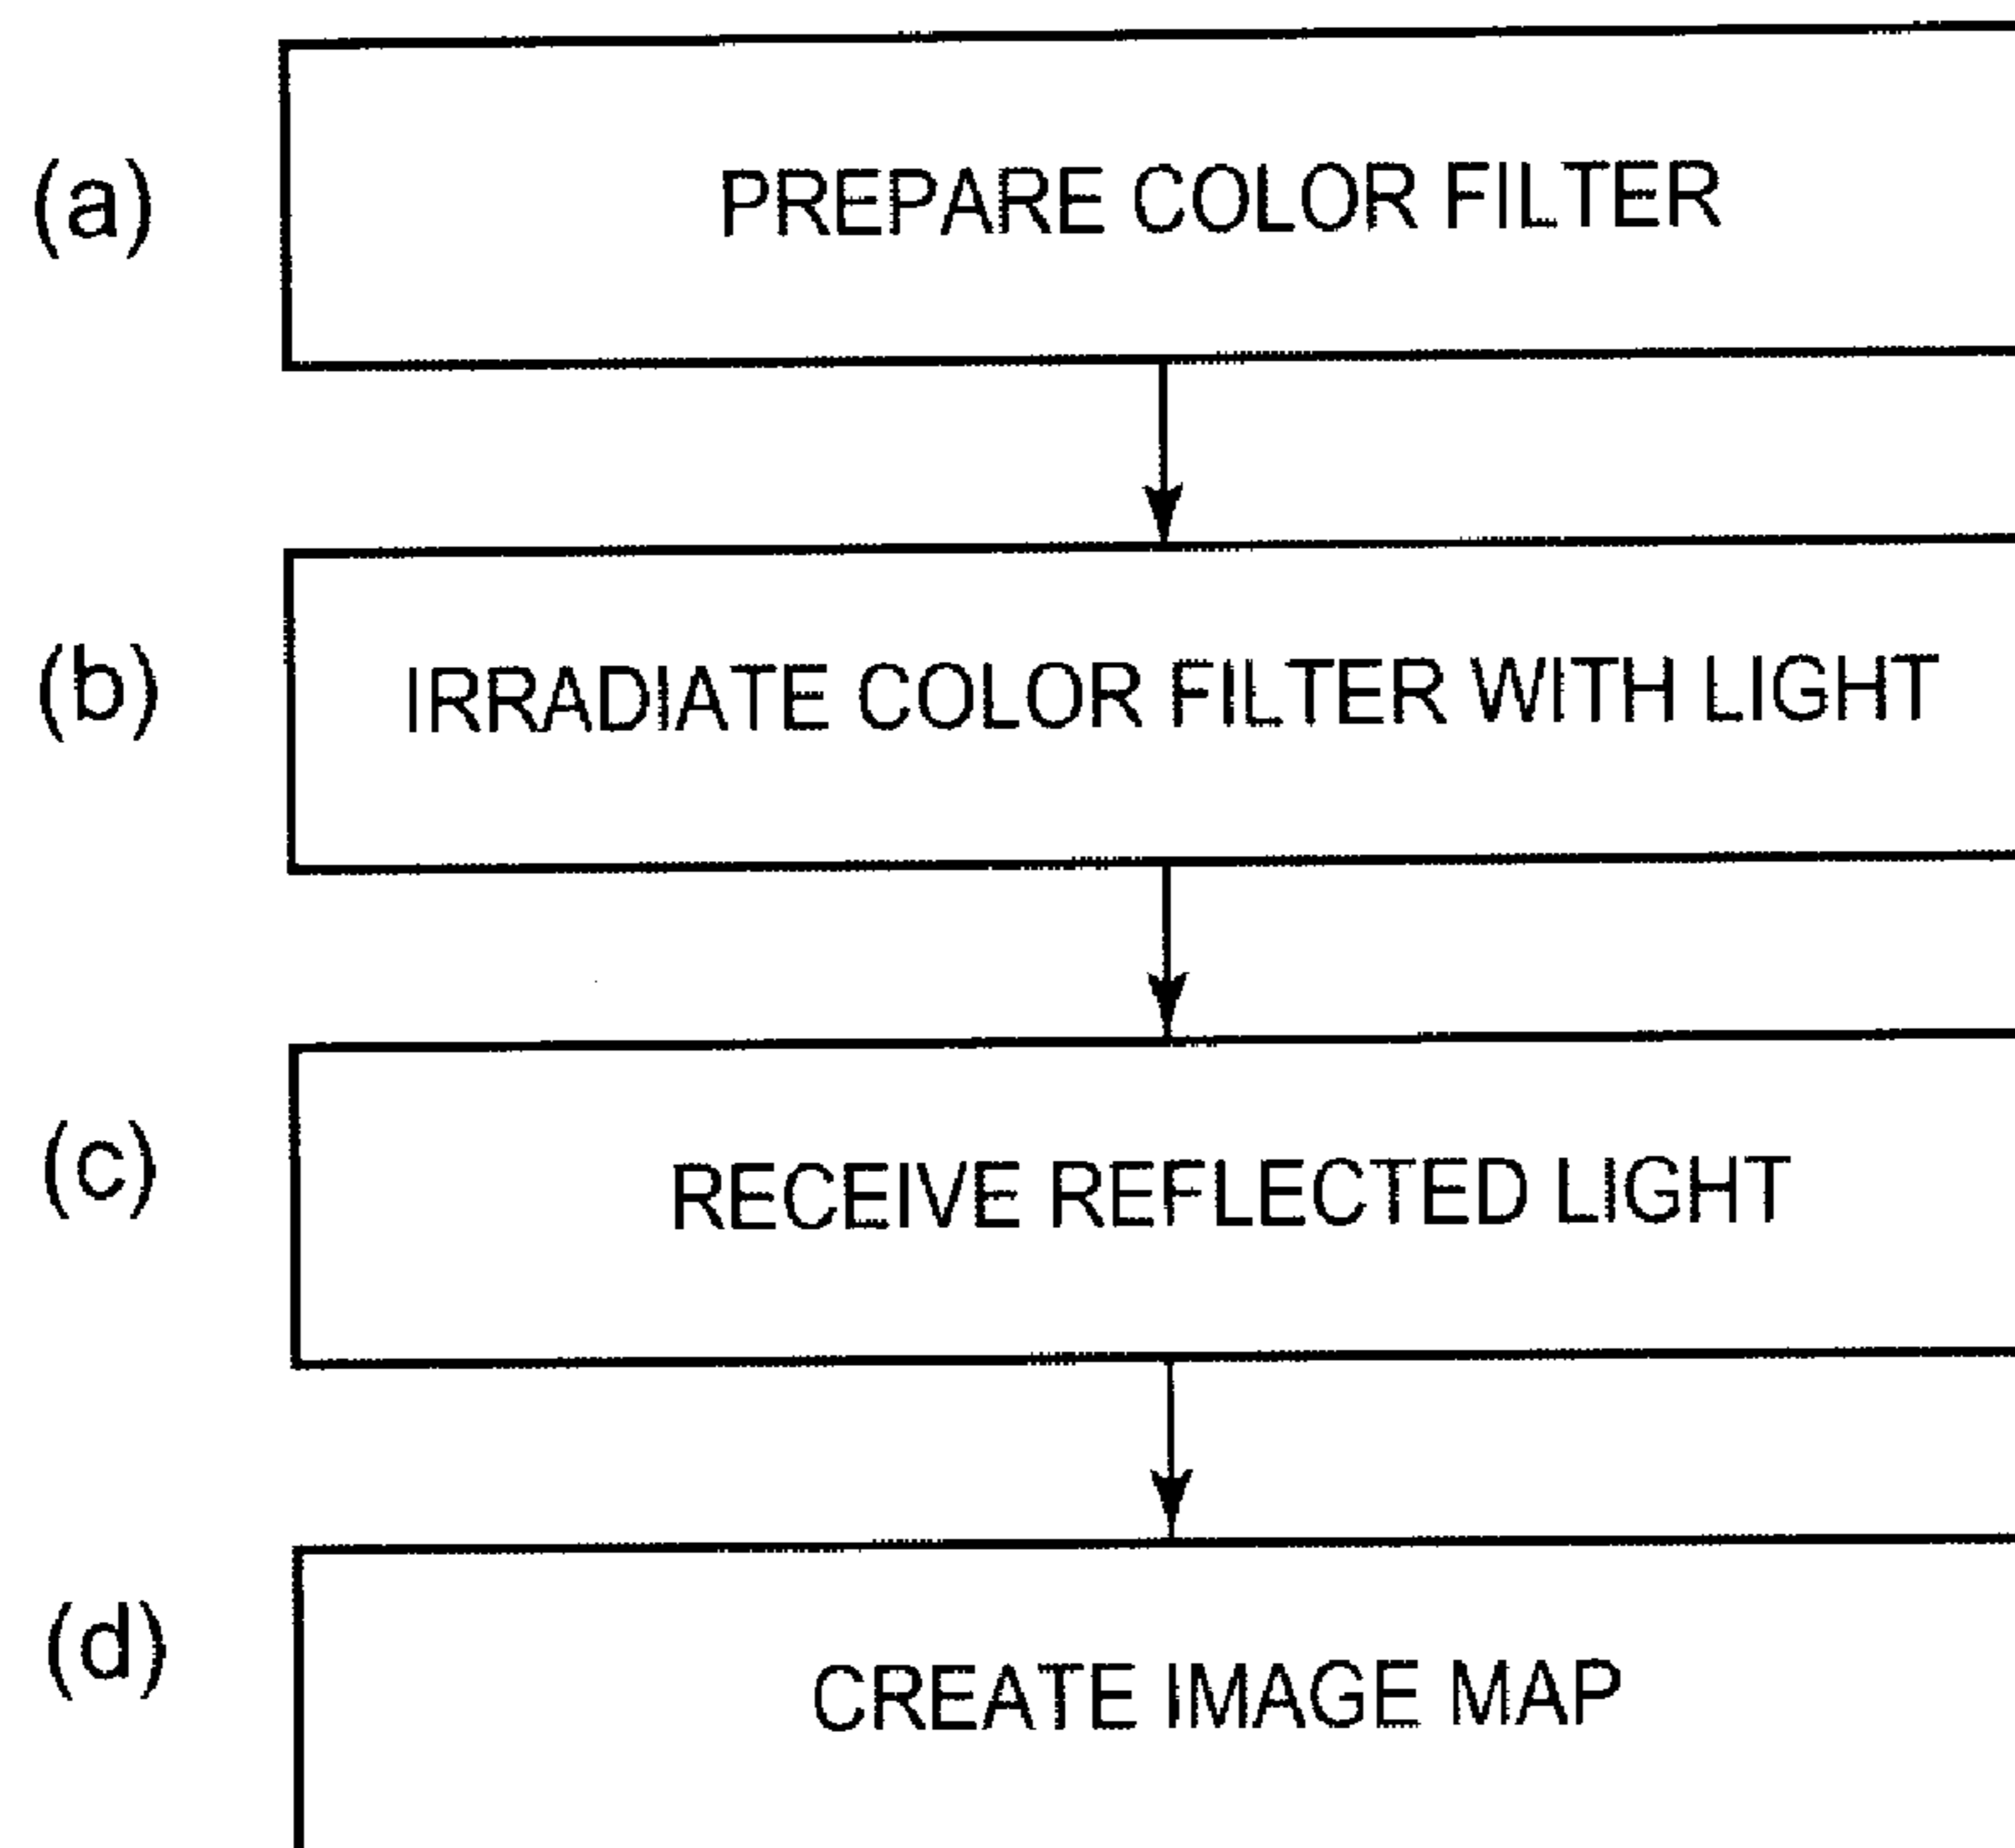 (a) PREPARE COLOR FILTER
(b) IRRADIATE COLOR FILTER WITH LIGHT
(c) RECEIVE REFLECTED LIGHT
(d) CREATE IMAGE MAP